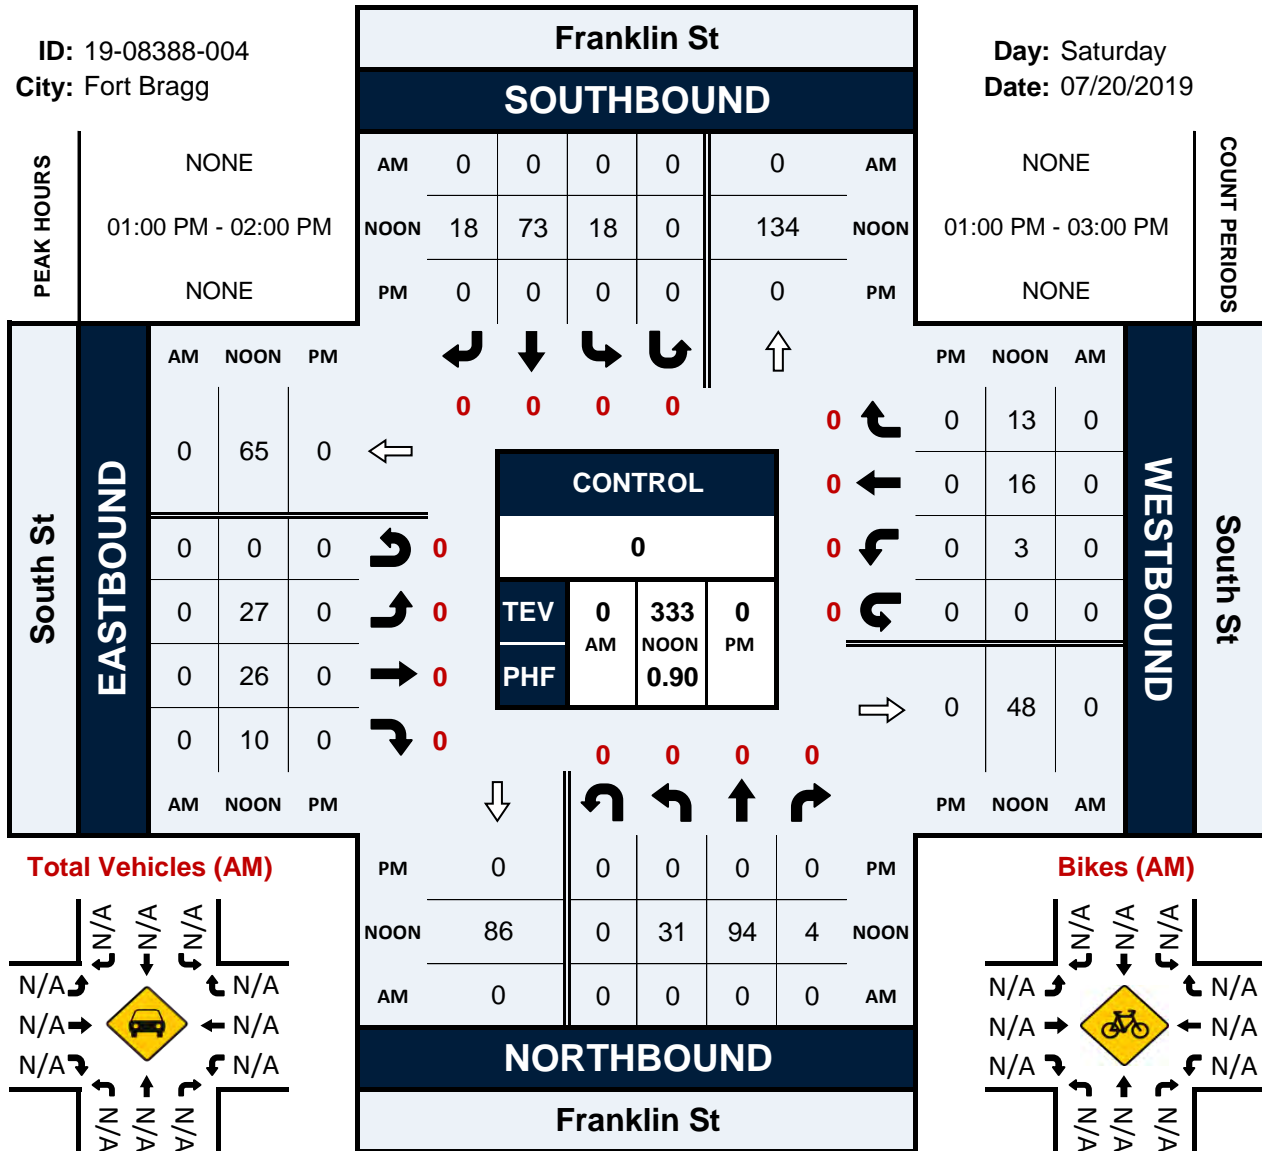 Franklin St
ID: 19-08388-004
Day: Saturday
City: Fort Bragg
Date: 07/20/2019
SOUTHBOUND
PEAK HOURS
NONE
AM 0 0 0 0 0 AM
NONE
COUNT PERIODS
01:00 PM - 02:00 PM
NOON 18 73 18 0 134 NOON
01:00 PM - 03:00 PM
NONE
PM 0 0 0 0 0 PM
NONE
South St
EASTBOUND
AM NOON PM
PM NOON AM
0 0 0 0
0 65 0
0 0 13 0
0 0 16 0
0 0 3 0
0 0 0 0
0 48 0
WESTBOUND
South St
0 0 0 0
0 27 0 0
0 26 0 0
0 10 0 0
CONTROL
0
TEV 0 333 0
AM NOON PM
PHF 0.90
0 0 0 0
AM NOON PM
PM NOON AM
PM 0 0 0 0 0 PM
NOON 86 0 31 94 4 NOON
AM 0 0 0 0 0 AM
NORTHBOUND
Franklin St
Total Vehicles (AM)
N/A N/A N/A
N/A N/A
N/A N/A
N/A N/A
N/A N/A N/A
Bikes (AM)
N/A N/A N/A
N/A N/A
N/A N/A
N/A N/A
N/A N/A N/A